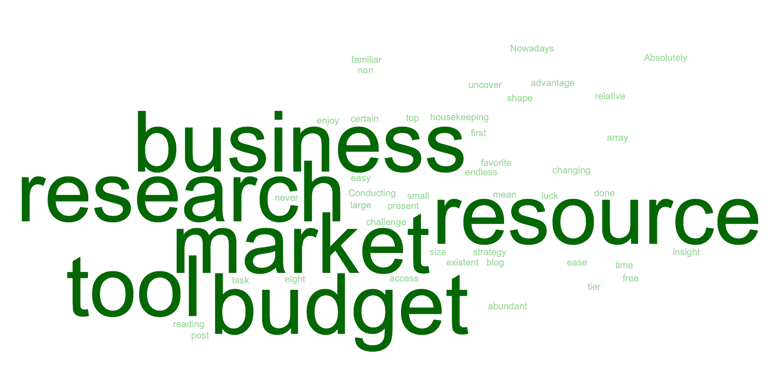 Nowadays
familiar
Absolutely
non
uncover
advantage
shape
relative
enjoy
certain
top
housekeeping
first
array
business
favorite
endless
changing
easy
research
never
Conducting
small
mean
luck
done
large
present
resource
challenge
market
size
strategy
insight
existent
blog
ease
time
tool
task
eight
access
free
tier
budget
abundant
reading
post